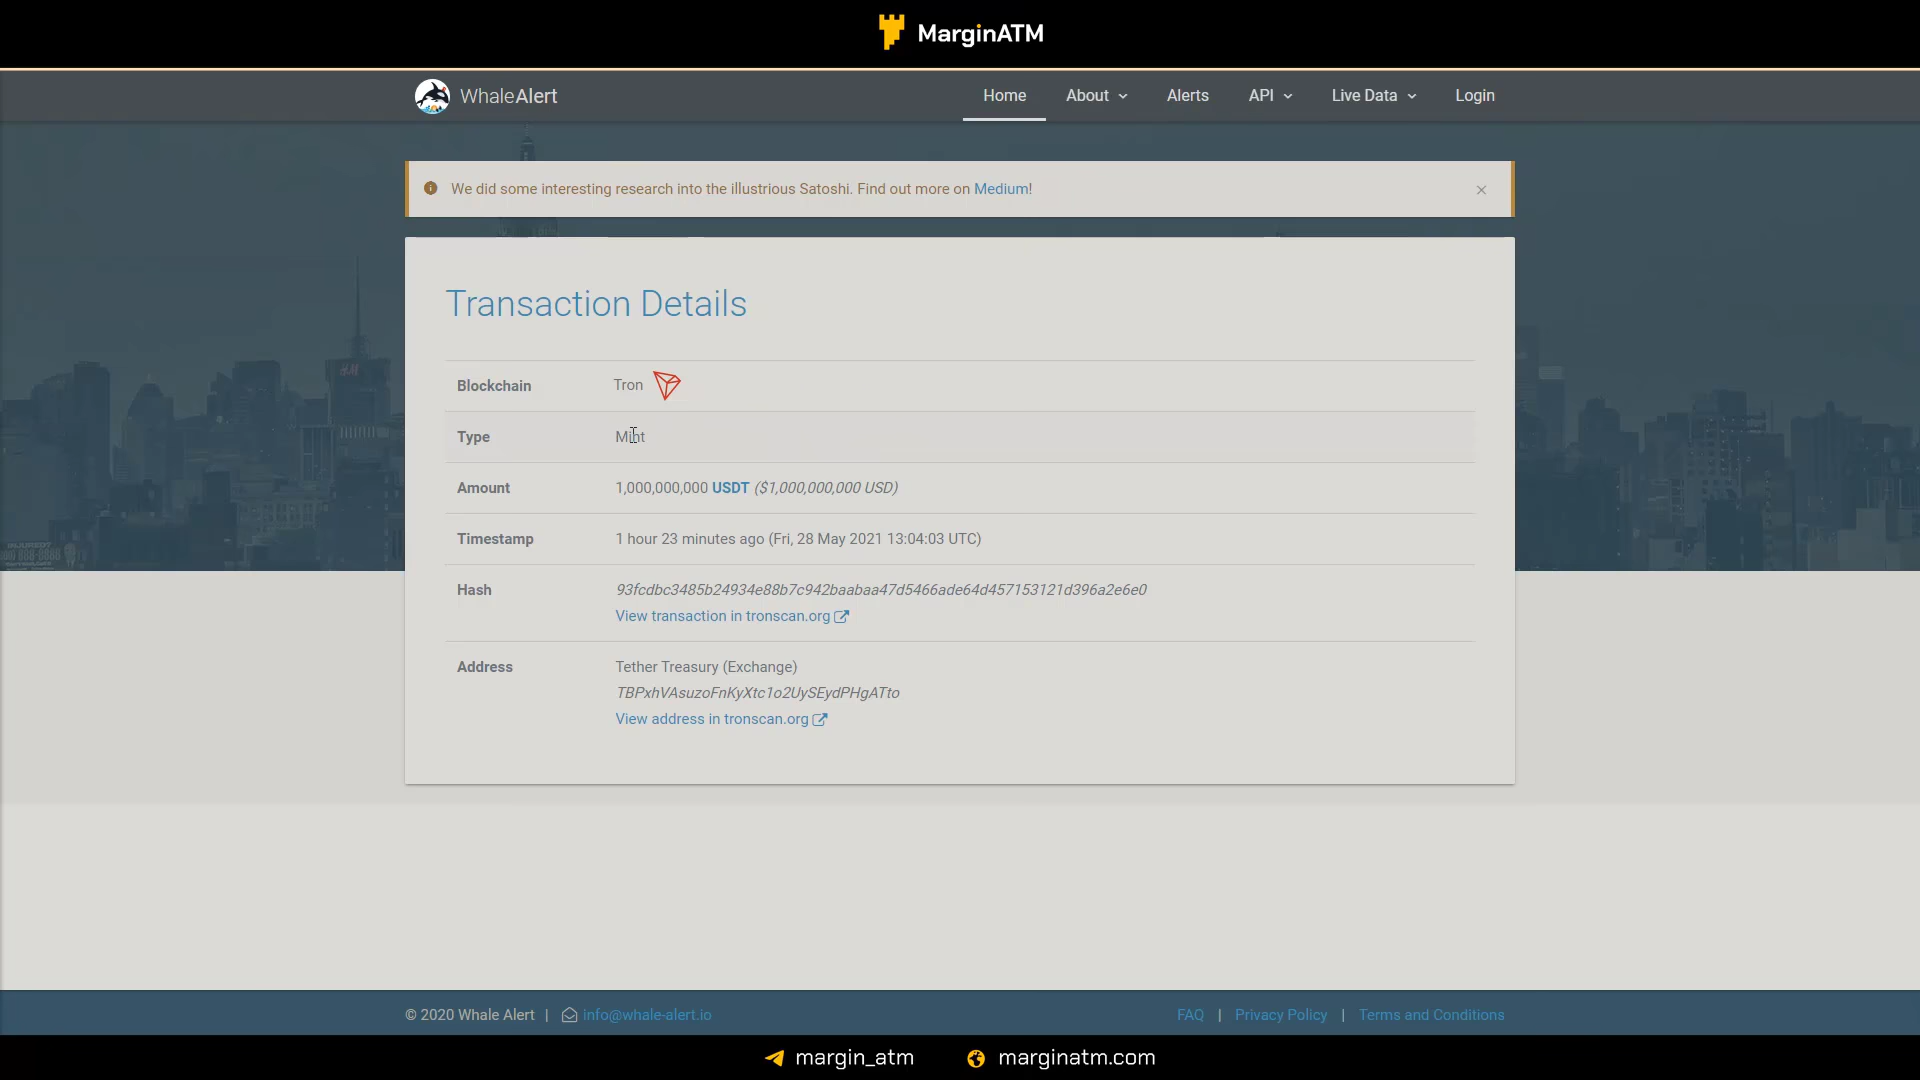 MarginATM
WhaleAlert
Home About Alerts API Live Data Login
We did some interesting research into the illustrious Satoshi. Find out more on Medium!
Transaction Details
Blockchain Tron
Type Mint
Amount 1,000,000,000 USDT ($1,000,000,000 USD)
Timestamp 1 hour 23 minutes ago (Fri, 28 May 2021 13:04:03 UTC)
Hash 93fcdbc3485b24934e88b7c942baabaa47d5466ade64d457153121d396a2e6e0
View transaction in tronscan.org
Address Tether Treasury (Exchange)
TBPxhVAsuzoFnKyXtc1o2UySEydPHgATto
View address in tronscan.org
H&M
© 2020 Whale Alert | info@whale-alert.io FAQ | Privacy Policy | Terms and Conditions
margin_atm marginatm.com